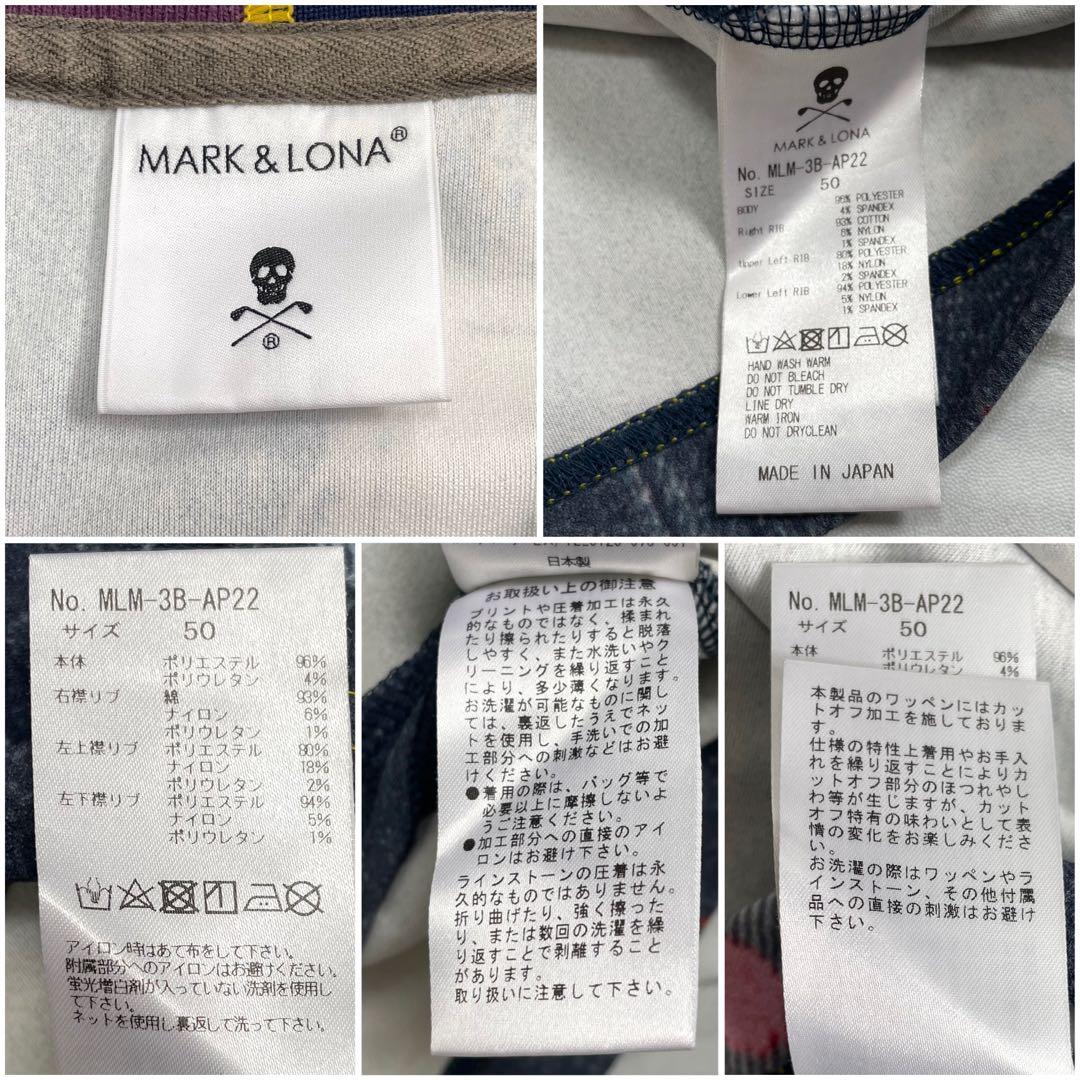 MARK & LONA®
®
MARK & LONA
No. MLM-3B-AP22
SIZE 50
BODY 96% POLYESTER
4% SPANDEX
Right RIB 93% COTTON
6% NYLON
1% SPANDEX
Upper Left RIB 80% POLYESTER
18% NYLON
2% SPANDEX
Lower Left RIB 94% POLYESTER
5% NYLON
1% SPANDEX
HAND WASH WARM
DO NOT BLEACH
DO NOT TUMBLE DRY
LINE DRY
WARM IRON
DO NOT DRYCLEAN
MADE IN JAPAN
No. MLM-3B-AP22
サイズ 50
本体 ポリエステル 96%
ポリウレタン 4%
右襟リブ 綿 93%
ナイロン 6%
ポリウレタン 1%
左上襟リブ ポリエステル 80%
ナイロン 18%
ポリウレタン 2%
左下襟リブ ポリエステル 94%
ナイロン 5%
ポリウレタン 1%
アイロン時はあて布をして下さい。
附属部分へのアイロンはお避けください。
蛍光増白剤が入っていない洗剤を使用し
て下さい。
ネットを使用し裏返して洗って下さい。
日本製
お取扱い上の御注意
プリントや圧着加工は永久
的なものではなく、揉まれ
たり擦られたりすると脱落
しやすく、また水洗いやク
リーニングを繰り返すこと
により、多少薄くなります。
お洗濯が可能なものに関し
ては、裏返したうえでネッ
トを使用し、手洗いでの加
工部分への刺激などはお避
けください。
●着用の際は、バッグ等で
必要以上に摩擦しないよ
うご注意ください。
●加工部分への直接のアイ
ロンはお避け下さい。
ラインストーンの圧着は永
久的なものではありません。
折り曲げたり、強く擦った
り、または数回の洗濯を繰
り返すことで剥離すること
があります。
取り扱いに注意して下さい。
No. MLM-3B-AP22
サイズ 50
本体 ポリエステル 96%
ポリウレタン 4%
本製品のワッペンにはカッ
トオフ加工を施しておりま
す。
仕様の特性上着用やお手入
れを繰り返すことによりカ
ットオフ部分のほつれやし
わ等が生じますが、カット
オフ特有の味わいとして表
情の変化をお楽しみくださ
い。
お洗濯の際はワッペンやラ
インストーン、その他付属
品への直接の刺激はお避け
下さい。